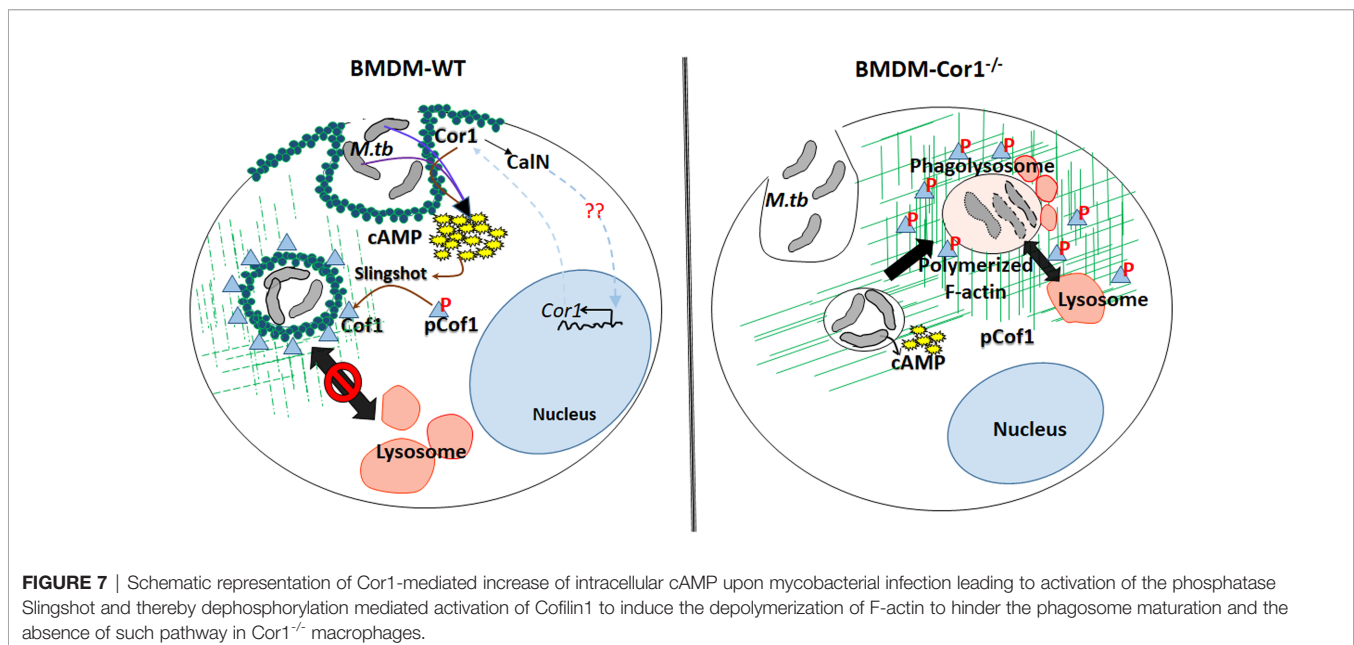 BMDM-WT
M.tb
Cor1
CalN
??
cAMP
Slingshot
P
Cof1
pCof1
Cor1
Nucleus
Lysosome
BMDM-Cor1-/-
M.tb
P
P
Phagolysosome
P
P
P
P
P
P
Polymerized
F-actin
Lysosome
pCof1
cAMP
Nucleus
FIGURE 7 | Schematic representation of Cor1-mediated increase of intracellular cAMP upon mycobacterial infection leading to activation of the phosphatase
Slingshot and thereby dephosphorylation mediated activation of Cofilin1 to induce the depolymerization of F-actin to hinder the phagosome maturation and the
absence of such pathway in Cor1-/- macrophages.